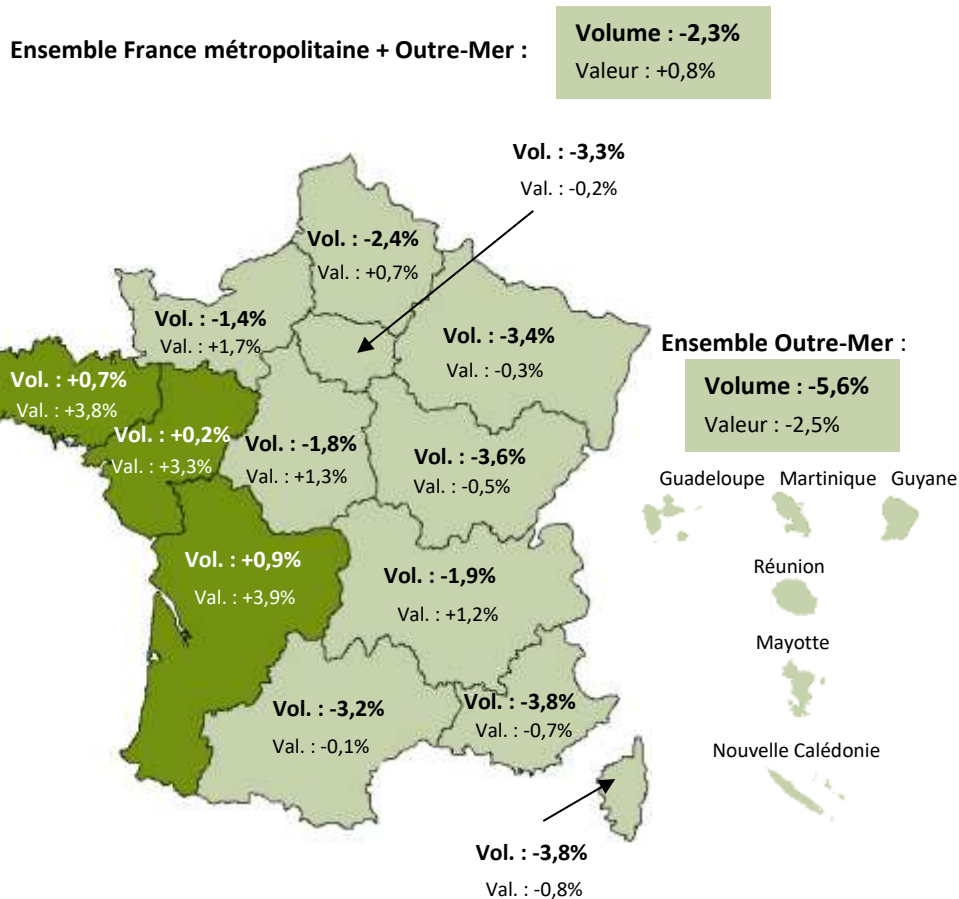 Ensemble France métropolitaine + Outre-Mer :
Volume : -2,3%
Valeur : +0,8%
Vol. : -3,3%
Val. : -0,2%
Vol. : -2,4%
Val. : +0,7%
Vol. : -1,4%
Val. : +1,7%
Vol. : -3,4%
Val. : -0,3%
Ensemble Outre-Mer :
Volume : -5,6%
Valeur : -2,5%
Vol. : +0,7%
Val. : +3,8%
Vol. : +0,2%
Val. : +3,3%
Vol. : -1,8%
Val. : +1,3%
Vol. : -3,6%
Val. : -0,5%
Guadeloupe Martinique Guyane
Vol. : +0,9%
Val. : +3,9%
Vol. : -1,9%
Val. : +1,2%
Réunion
Mayotte
Vol. : -3,2%
Val. : -0,1%
Vol. : -3,8%
Val. : -0,7%
Nouvelle Calédonie
Vol. : -3,8%
Val. : -0,8%